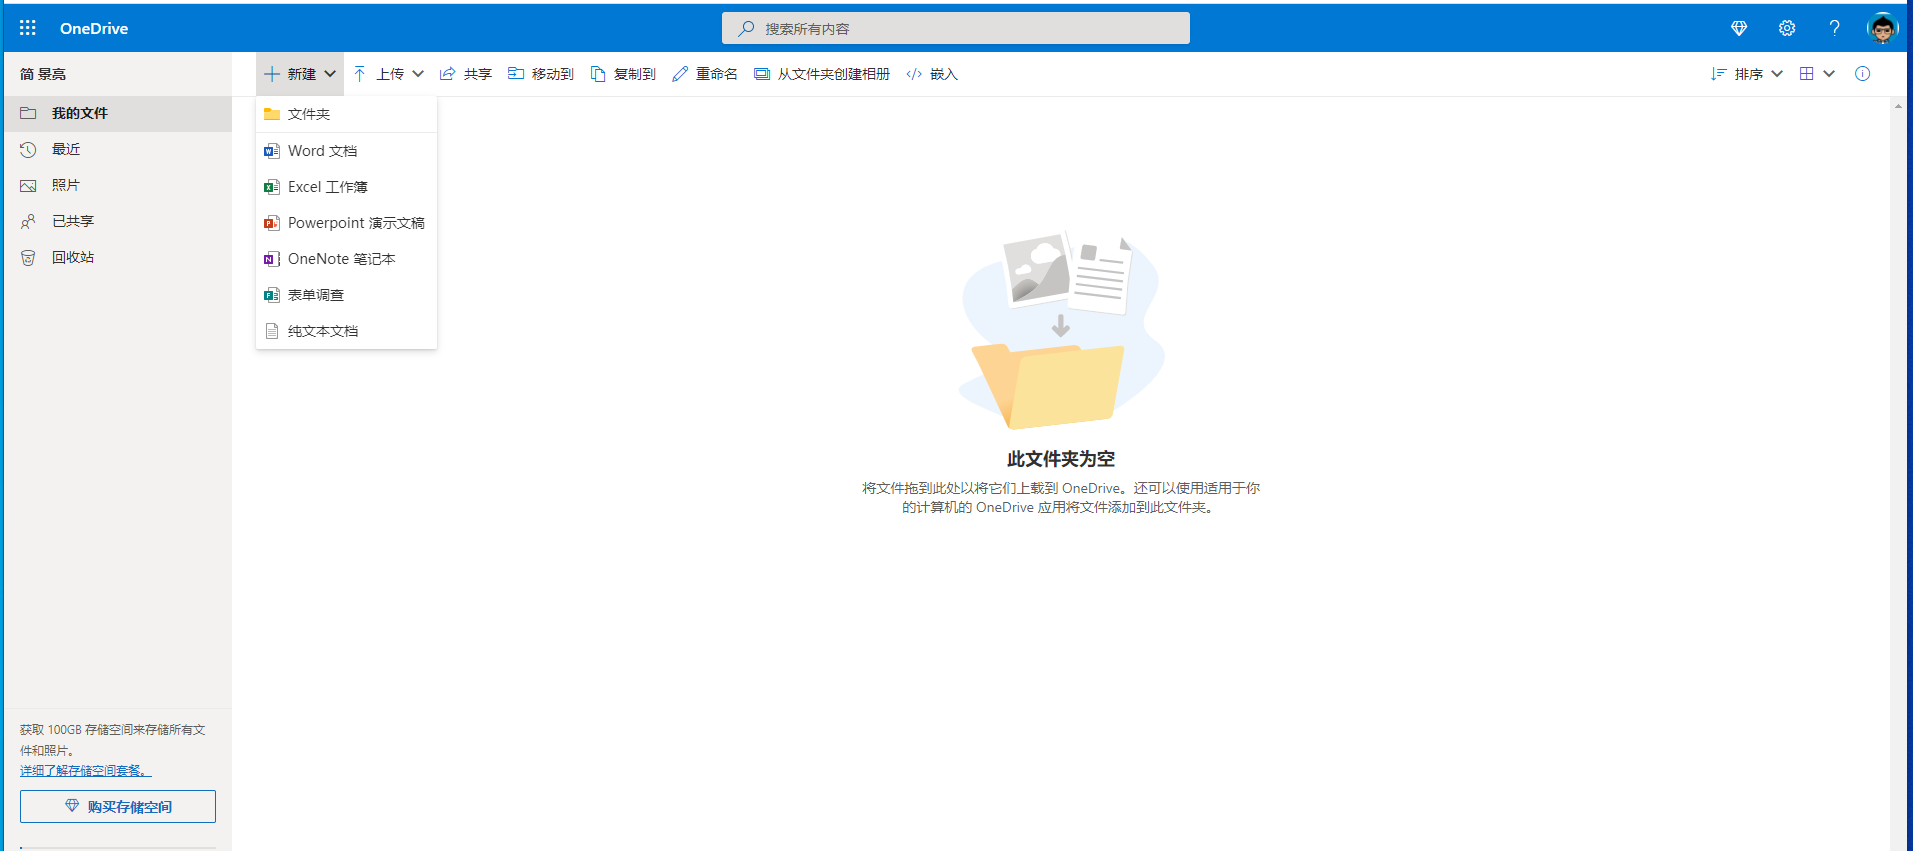 OneDrive
搜索所有内容
简 景亮
新建
上传
共享
移动到
复制到
重命名
从文件夹创建相册
嵌入
排序
我的文件
最近
照片
已共享
回收站
文件夹
Word 文档
Excel 工作簿
Powerpoint 演示文稿
OneNote 笔记本
表单调查
纯文本文档
此文件夹为空
将文件拖到此处以将它们上载到 OneDrive。还可以使用适用于你
的计算机的 OneDrive 应用将文件添加到此文件夹。
获取 100GB 存储空间来存储所有文
件和照片。
详细了解存储空间套餐。
购买存储空间